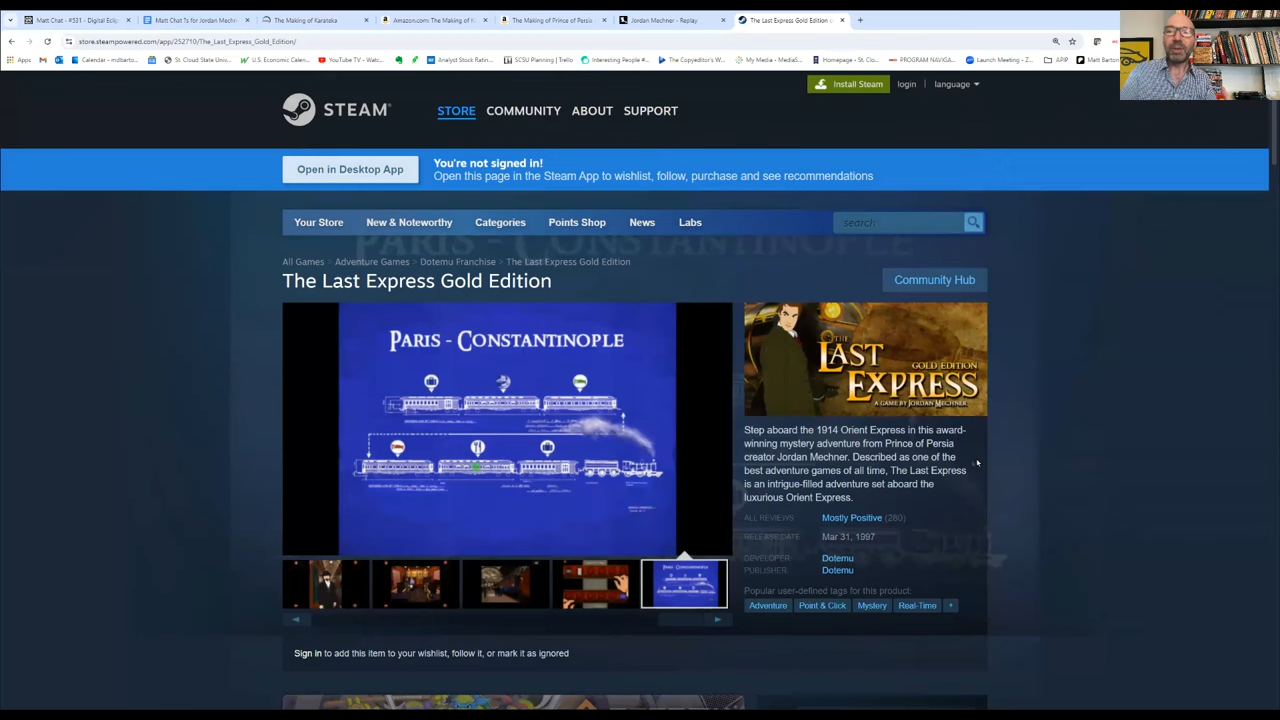 Matt Chat - #531 - Digital Eclip
Matt Chat ?s for Jordan Mechn
The Making of Karateka
Amazon.com: The Making of K
The Making of Prince of Persia
Jordan Mechner - Replay
The Last Express Gold Edition o
store.steampowered.com/app/252710/The_Last_Express_Gold_Edition/
Apps
Calendar - mdbarto...
St. Cloud State Univ...
U.S. Economic Calen...
YouTube TV - Watc...
Analyst Stock Ratin...
SCSU Planning | Trello
Interesting People #...
The Copyeditor's W...
My Media - MediaS...
Homepage - St. Clo...
PROGRAM NAVIGA...
Launch Meeting - Z...
APIP
Matt Barton
Install Steam
login
language
STEAM
STORE
COMMUNITY
ABOUT
SUPPORT
Open in Desktop App
You're not signed in!
Open this page in the Steam App to wishlist, follow, purchase and see recommendations
Your Store
New & Noteworthy
Categories
Points Shop
News
Labs
search
PARIS - CONSTANTINOPLE
All Games > Adventure Games > Dotemu Franchise > The Last Express Gold Edition
The Last Express Gold Edition
Community Hub
PARIS - CONSTANTINOPLE
THE
LAST
EXPRESS
GOLD EDITION
A GAME BY JORDAN MECHNER
Step aboard the 1914 Orient Express in this award-
winning mystery adventure from Prince of Persia
creator Jordan Mechner. Described as one of the
best adventure games of all time, The Last Express
is an intrigue-filled adventure set aboard the
luxurious Orient Express.
ALL REVIEWS: Mostly Positive (280)
RELEASE DATE: Mar 31, 1997
DEVELOPER: Dotemu
PUBLISHER: Dotemu
Popular user-defined tags for this product:
Adventure
Point & Click
Mystery
Real-Time
+
PARIS - CONSTANTINOPLE
Sign in to add this item to your wishlist, follow it, or mark it as ignored